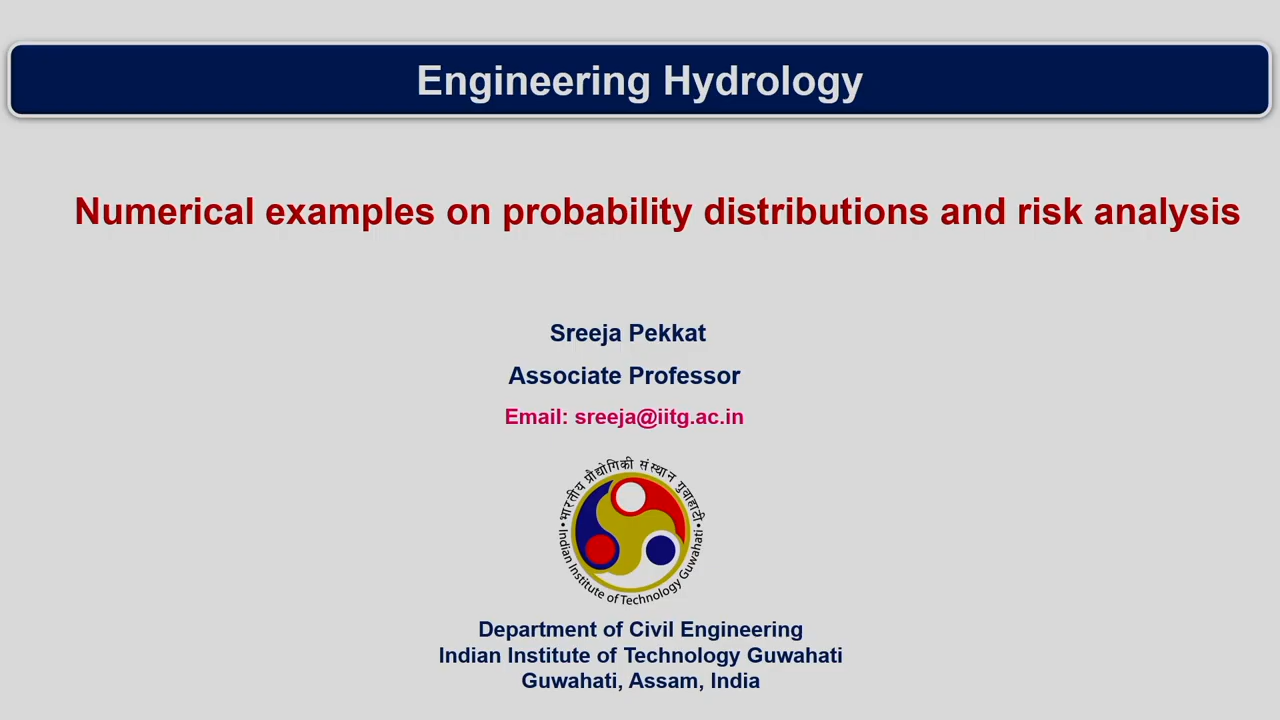 Engineering Hydrology
Numerical examples on probability distributions and risk analysis
Sreeja Pekkat
Associate Professor
Email: sreeja@iitg.ac.in
भारतीय प्रौद्योगिकी संस्थान गुवाहाटी
Indian Institute of Technology Guwahati
Department of Civil Engineering
Indian Institute of Technology Guwahati
Guwahati, Assam, India